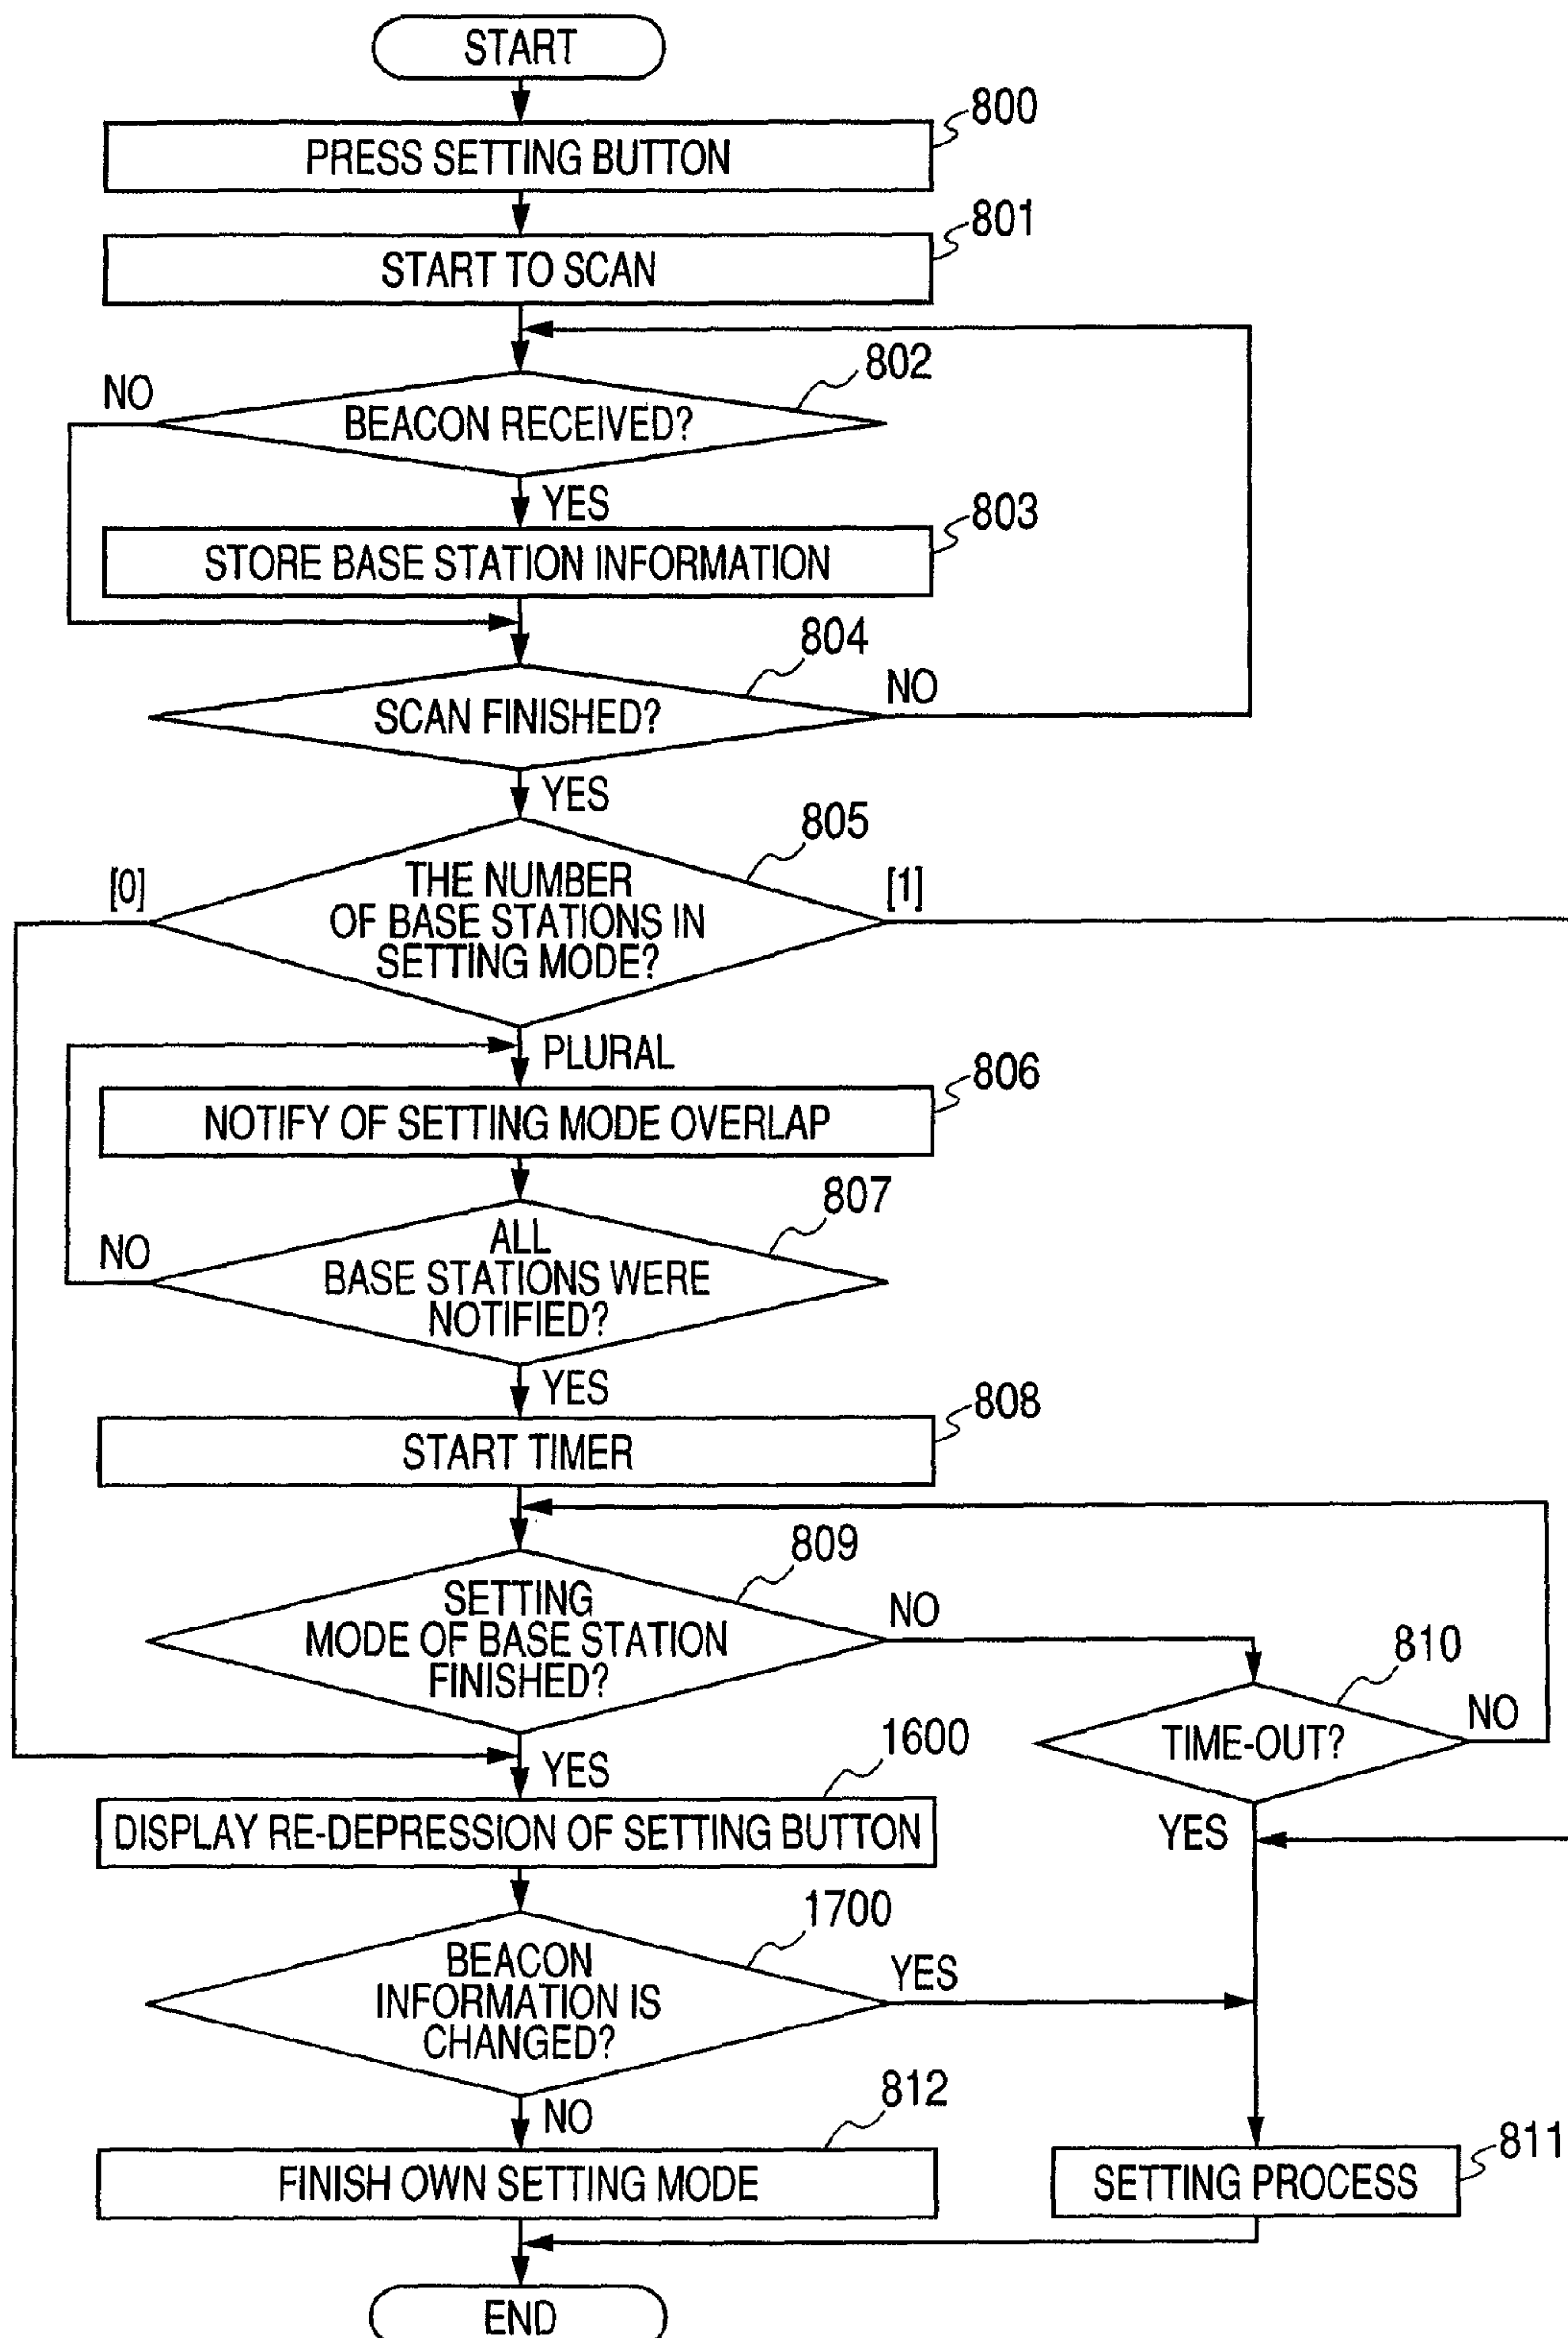 START
800
PRESS SETTING BUTTON
801
START TO SCAN
802
NO
BEACON RECEIVED?
YES
803
STORE BASE STATION INFORMATION
804
NO
SCAN FINISHED?
YES
805
[0]
[1]
THE NUMBER
OF BASE STATIONS IN
SETTING MODE?
PLURAL
806
NOTIFY OF SETTING MODE OVERLAP
807
NO
ALL
BASE STATIONS WERE
NOTIFIED?
YES
808
START TIMER
809
SETTING
MODE OF BASE STATION
FINISHED?
NO
810
TIME-OUT?
NO
YES
1600
YES
DISPLAY RE-DEPRESSION OF SETTING BUTTON
1700
BEACON
INFORMATION IS
CHANGED?
YES
NO
812
FINISH OWN SETTING MODE
811
SETTING PROCESS
END